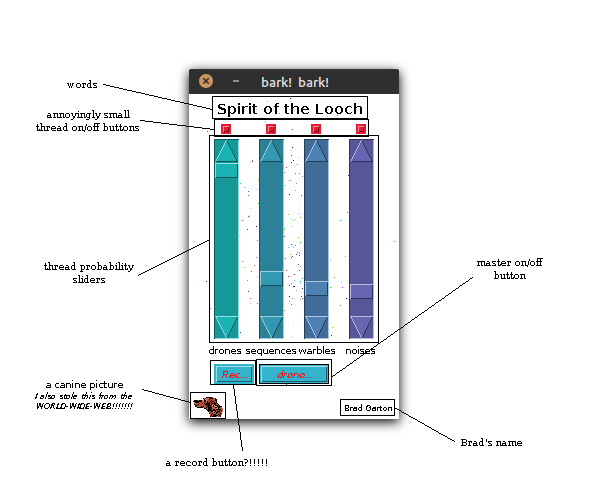 bark! bark!
words
Spirit of the Looch
annoyingly small
thread on/off buttons
thread probability
sliders
master on/off
button
drones sequences warbles noises
Rec... drono...
a canine picture
I also stole this from the
WORLD-WIDE-WEB!!!!!!!
Brad Garton
Brad's name
a record button?!!!!!